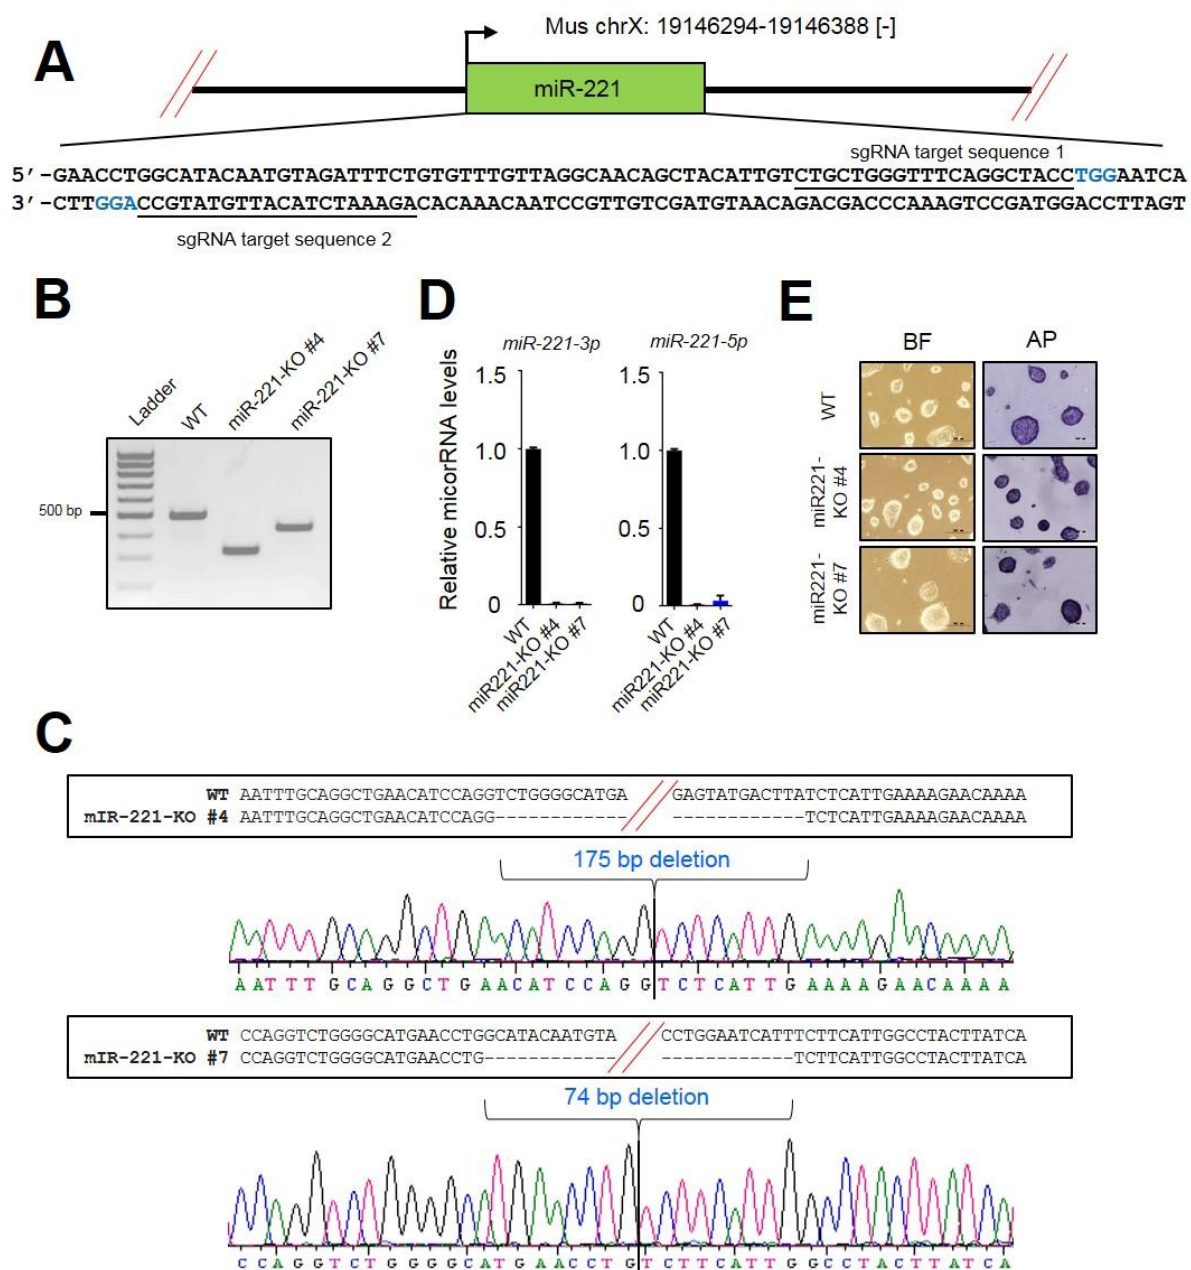 A
Mus chrX: 19146294-19146388 [-]
miR-221
sgRNA target sequence 1
5’-GAACCTGGCATACAATGTAGATTTCTGTGTTTGTTAGGCAACAGCTACATTGTCTGCTGGGTTTCAGGCTACCTGGAATCA
3’-CTTGGACCGTATGTTACATCTAAAGACACAAACAATCCGTTGTCGATGTAACAGACGACCCAAAGTCCGATGGACCTTAGT
sgRNA target sequence 2
B
Ladder
WT
miR-221-KO #4
miR-221-KO #7
500 bp
D
Relative micorRNA levels
miR-221-3p
1.5
1.0
0.5
0
WT
miR221-KO #4
miR221-KO #7
miR-221-5p
1.5
1.0
0.5
0
WT
miR221-KO #4
miR221-KO #7
E
BF
AP
WT
miR221-
KO #4
miR221-
KO #7
C
WT AATTTGCAGGCTGAACATCCAGGTCTGGGGCATGA GAGTATGACTTATCTCATTGAAAAGAACAAAA
mIR-221-KO #4 AATTTGCAGGCTGAACATCCAGG------------ ------------TCTCATTGAAAAGAACAAAA
175 bp deletion
AATTTGCAGGCTGAACATCCAGGTCTCATTGAAAAGAACAAAA
WT CCAGGTCTGGGGCATGAACCTGGCATACAATGTA CCTGGAATCATTTCTTCATTGGCCTACTTATCA
mIR-221-KO #7 CCAGGTCTGGGGCATGAACCTG------------ ------------TCTTCATTGGCCTACTTATCA
74 bp deletion
CCAGGTCTGGGGCATGAACCTGTCTTCATTGGCCTACTTATCA